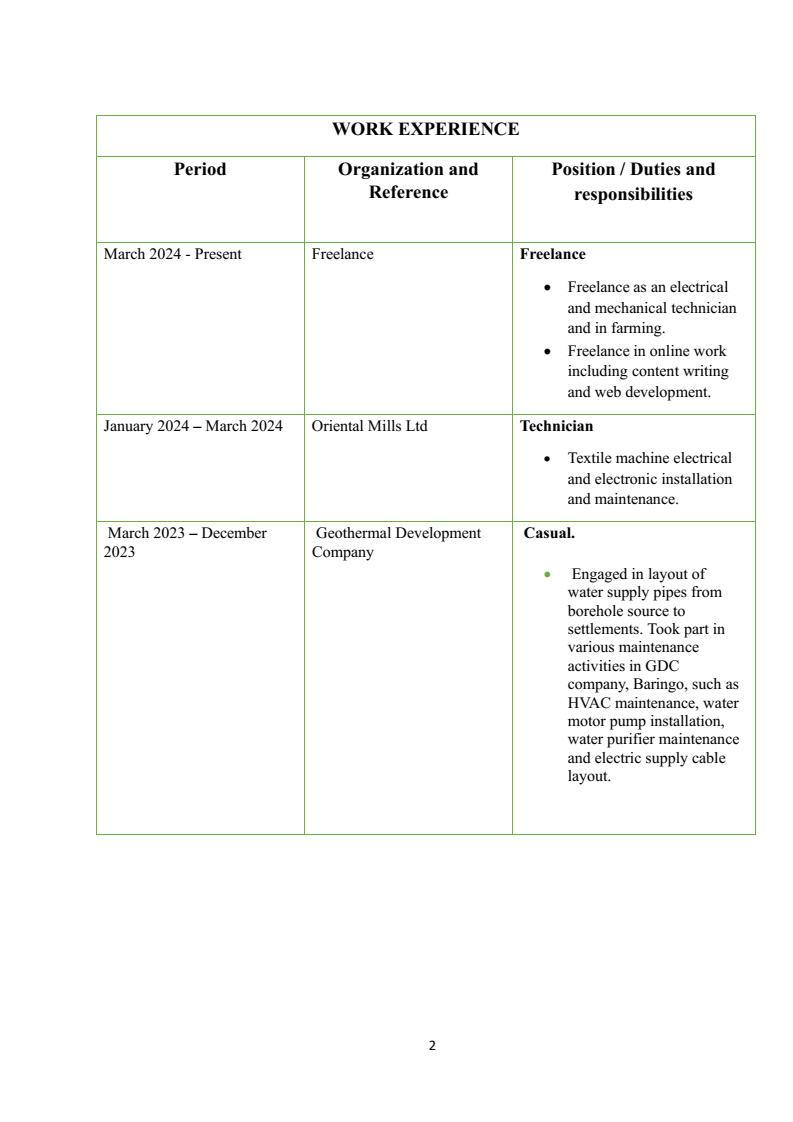 WORK EXPERIENCE
Period
Organization and
Reference
Position / Duties and
responsibilities
March 2024 - Present
Freelance
Freelance
• Freelance as an electrical
and mechanical technician
and in farming.
• Freelance in online work
including content writing
and web development.
January 2024 – March 2024
Oriental Mills Ltd
Technician
• Textile machine electrical
and electronic installation
and maintenance.
March 2023 – December
2023
Geothermal Development
Company
Casual.
• Engaged in layout of
water supply pipes from
borehole source to
settlements. Took part in
various maintenance
activities in GDC
company, Baringo, such as
HVAC maintenance, water
motor pump installation,
water purifier maintenance
and electric supply cable
layout.
2